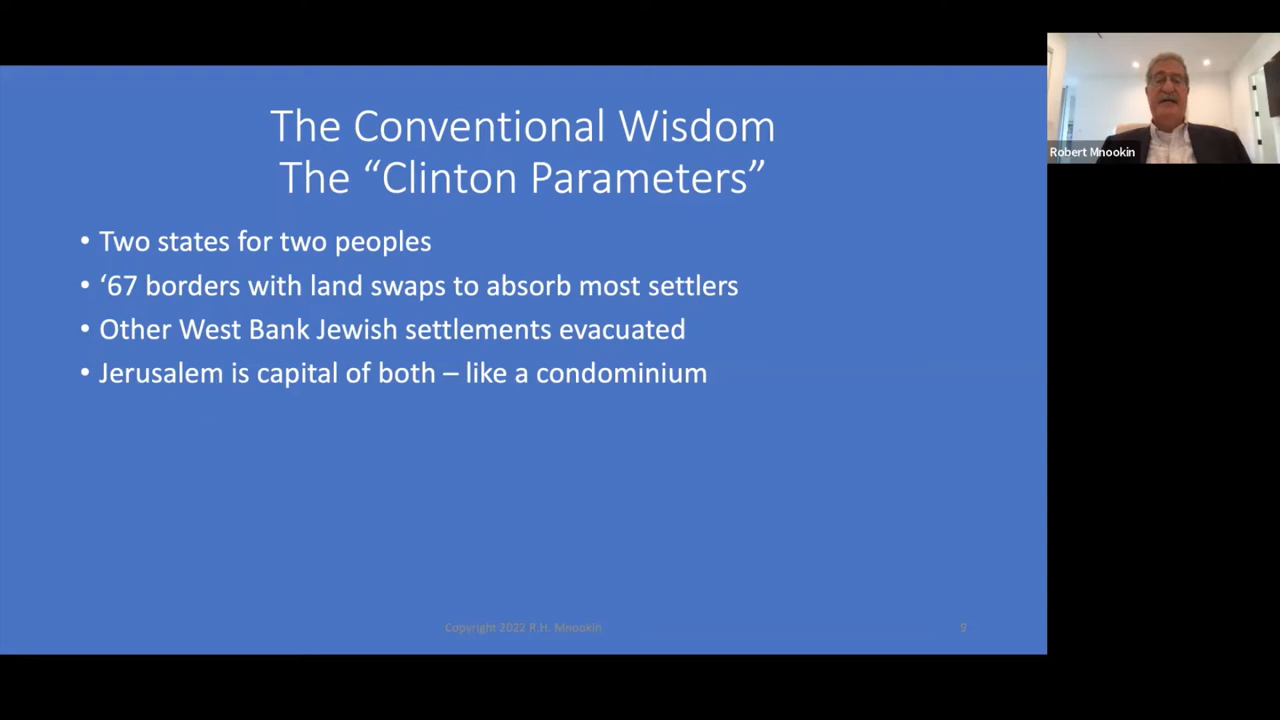 The Conventional Wisdom
The “Clinton Parameters”
• Two states for two peoples
• ‘67 borders with land swaps to absorb most settlers
• Other West Bank Jewish settlements evacuated
• Jerusalem is capital of both – like a condominium
Copyright 2022 R.H. Mnookin
9
Robert Mnookin